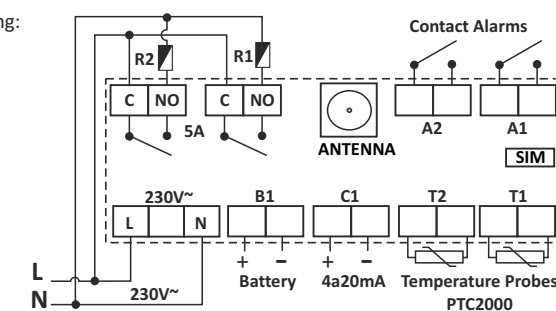 ng:
Contact Alarms
R2 R1
C NO C NO
5A
ANTENNA
A2 A1
SIM
230V~ B1 C1 T2 T1
L N
+ − + −
L
N
230V~
Battery 4a20mA Temperature Probes
PTC2000